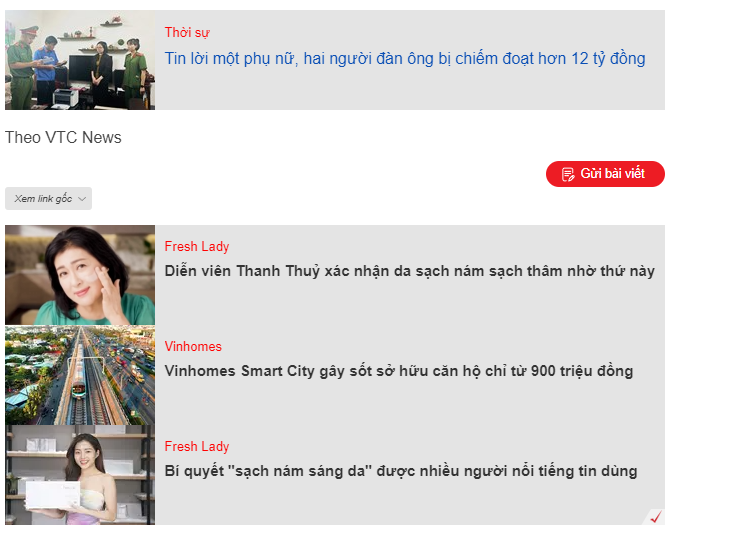 Thời sự
Tin lời một phụ nữ, hai người đàn ông bị chiếm đoạt hơn 12 tỷ đồng
Theo VTC News
Gửi bài viết
Xem link gốc
Fresh Lady
Diễn viên Thanh Thuỷ xác nhận da sạch nám sạch thâm nhờ thứ này
Vinhomes
Vinhomes Smart City gây sốt sở hữu căn hộ chỉ từ 900 triệu đồng
Fresh Lady
Bí quyết "sạch nám sáng da" được nhiều người nổi tiếng tin dùng